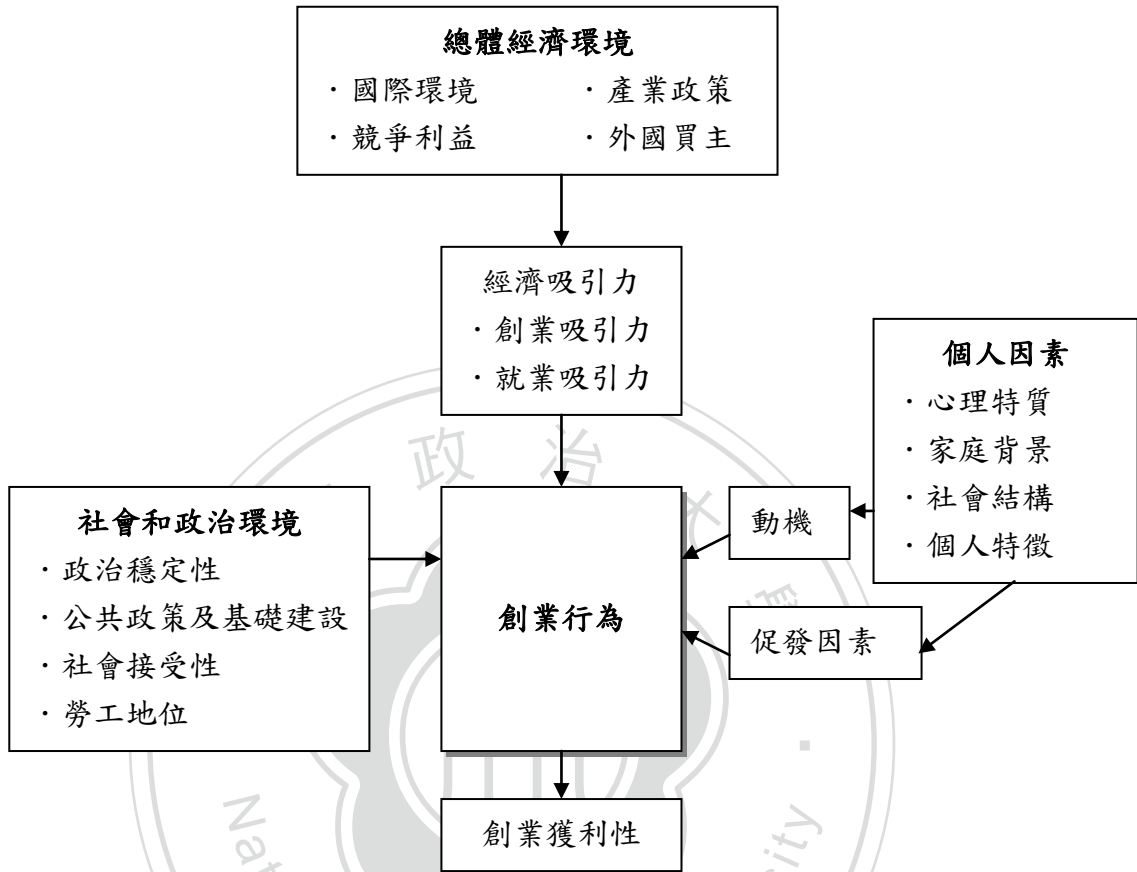 總體經濟環境
·國際環境 ·產業政策
·競爭利益 ·外國買主
經濟吸引力
·創業吸引力
·就業吸引力
個人因素
·心理特質
·家庭背景
·社會結構
·個人特徵
社會和政治環境
·政治穩定性
·公共政策及基礎建設
·社會接受性
·勞工地位
創業行為
動機
促發因素
創業獲利性
政治大